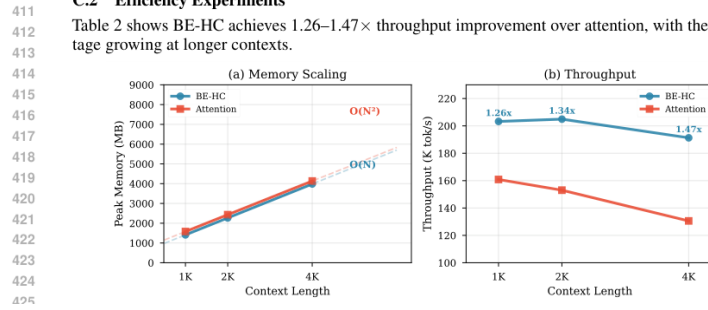 411
C.2 Efficiency Experiments
412
Table 2 shows BE-HC achieves 1.26–1.47× throughput improvement over attention, with the
413
tage growing at longer contexts.
414
(a) Memory Scaling
(b) Throughput
415
416
417
418
419
420
421
422
423
424
425
Peak Memory (MB)
9000
8000
7000
6000
5000
4000
3000
2000
1000
0
BE-HC
Attention
O(N²)
O(N)
1K
2K
4K
Context Length
Throughput (K tok/s)
220
200
180
160
140
120
100
BE-HC
Attention
1.26x
1.34x
1.47x
1K
2K
4K
Context Length